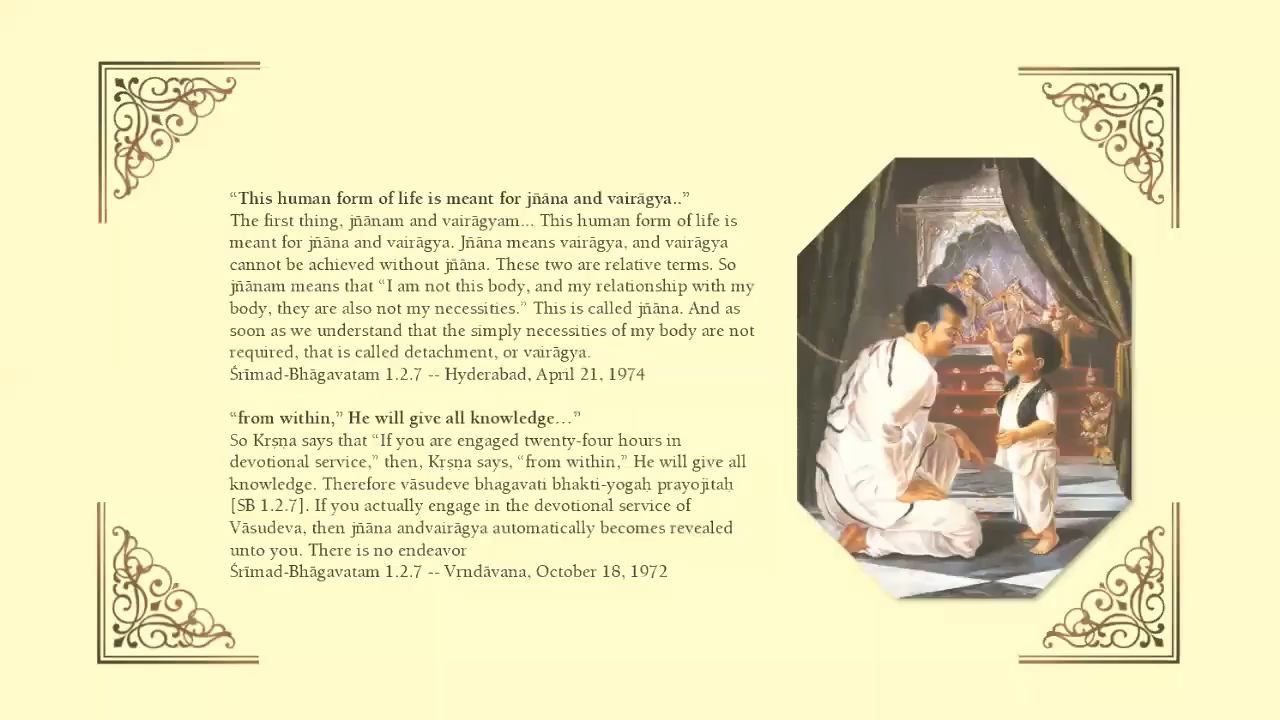 “This human form of life is meant for jñāna and vairāgya..”
The first thing, jñānam and vairāgyam... This human form of life is
meant for jñāna and vairāgya. Jñāna means vairāgya, and vairāgya
cannot be achieved without jñāna. These two are relative terms. So
jñānam means that “I am not this body, and my relationship with my
body, they are also not my necessities.” This is called jñāna. And as
soon as we understand that the simply necessities of my body are not
required, that is called detachment, or vairāgya.
Śrīmad-Bhāgavatam 1.2.7 -- Hyderabad, April 21, 1974
“from within,” He will give all knowledge…”
So Kṛṣṇa says that “If you are engaged twenty-four hours in
devotional service,” then, Kṛṣṇa says, “from within,” He will give all
knowledge. Therefore vāsudeve bhagavati bhakti-yogaḥ prayojitaḥ
[SB 1.2.7]. If you actually engage in the devotional service of
Vāsudeva, then jñāna andvairāgya automatically becomes revealed
unto you. There is no endeavor
Śrīmad-Bhāgavatam 1.2.7 -- Vṛndāvana, October 18, 1972